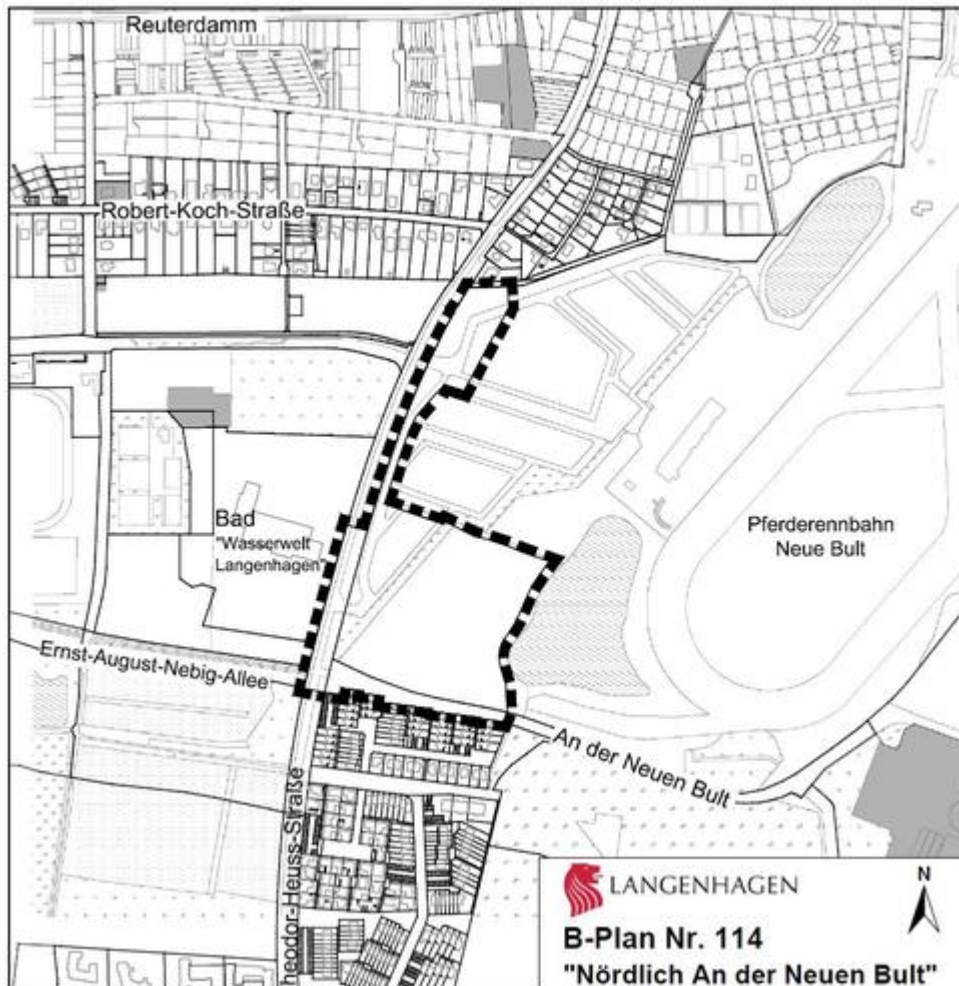 Reuterdamm
Robert-Koch-Straße
Bad
"Wasserwelt
Langenhagen"
Pferderennbahn
Neue Bult
Ernst-August-Nebig-Allee
An der Neuen Bult
heodor-Heuss-Straße
LANGENHAGEN
N
B-Plan Nr. 114
"Nördlich An der Neuen Bult"